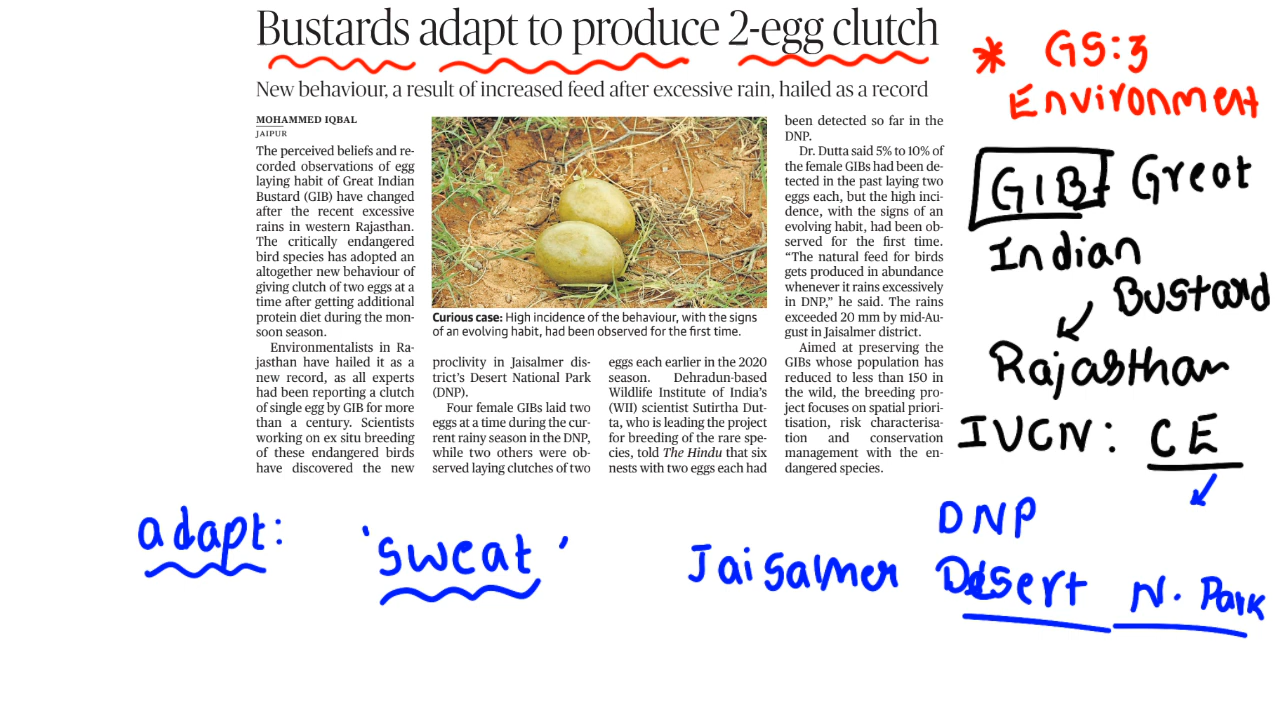 Bustards adapt to produce 2-egg clutch
New behaviour, a result of increased feed after excessive rain, hailed as a record
MOHAMMED IQBAL
JAIPUR
The perceived beliefs and re-
corded observations of egg
laying habit of Great Indian
Bustard (GIB) have changed
after the recent excessive
rains in western Rajasthan.
The critically endangered
bird species has adopted an
altogether new behaviour of
giving clutch of two eggs at a
time after getting additional
protein diet during the mon-
soon season.
Environmentalists in Ra-
jasthan have hailed it as a
new record, as all experts
had been reporting a clutch
of single egg by GIB for more
than a century. Scientists
working on ex situ breeding
of these endangered birds
have discovered the new
Curious case: High incidence of the behaviour, with the signs
of an evolving habit, had been observed for the first time.
proclivity in Jaisalmer dis-
trict's Desert National Park
(DNP).
Four female GIBs laid two
eggs at a time during the cur-
rent rainy season in the DNP,
while two others were ob-
served laying clutches of two
eggs each earlier in the 2020
season. Dehradun-based
Wildlife Institute of India's
(WII) scientist Sutirtha Dut-
ta, who is leading the project
for breeding of the rare spe-
cies, told The Hindu that six
nests with two eggs each had
been detected so far in the
DNP.
Dr. Dutta said 5% to 10% of
the female GIBs had been de-
tected in the past laying two
eggs each, but the high inci-
dence, with the signs of an
evolving habit, had been ob-
served for the first time.
"The natural feed for birds
gets produced in abundance
whenever it rains excessively
in DNP," he said. The rains
exceeded 20 mm by mid-Au-
gust in Jaisalmer district.
Aimed at preserving the
GIBs whose population has
reduced to less than 150 in
the wild, the breeding pro-
ject focuses on spatial priori-
tisation, risk characterisa-
tion and conservation
management with the en-
dangered species.
* GS:3
Environment
GIB - Great
Indian
Bustard
Rajasthan
IUCN: CE
adapt:
'sweat'
Jaisalmer
DNP
Desert N. Park